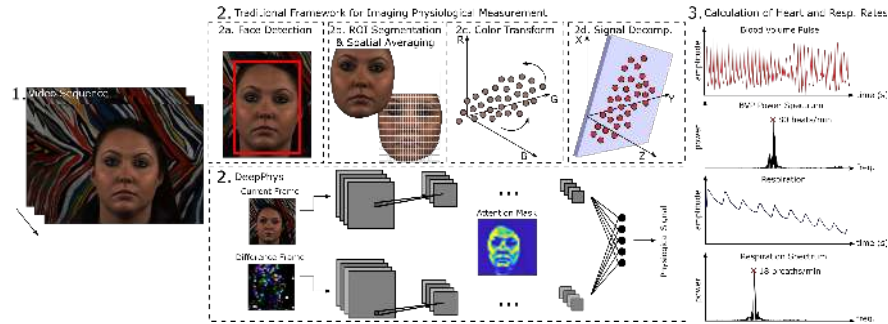 1.
Video Sequence
2. Traditional Framework for Imaging Physiological Measurement
2a. Face Detection
2b. ROI Segmentation
& Spatial Averaging
2c. Color Transform
R
G
B
2d. Signal Decomp.
X
Y
Z
2. DeepPhys
Current Frame
Difference Frame
Attention Mask
Physiological Signal
3. Calculation of Heart and Resp. Rates
Blood Volume Pulse
amplitude
time (s)
BVP Power Spectrum
beats/min
power
freq.
Respiration
amplitude
time (s)
Respiration Spectrum
18 breaths/min
power
freq.